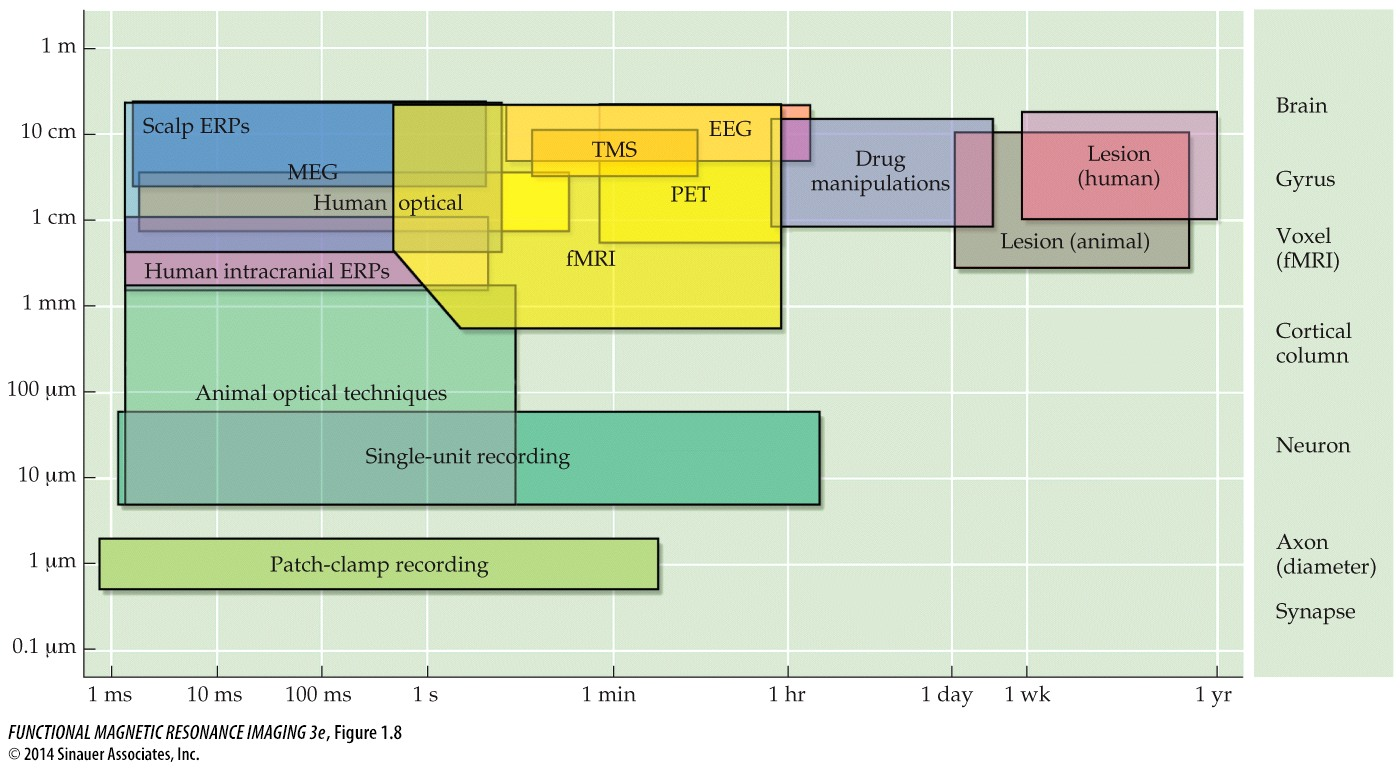 1 m
10 cm
1 cm
1 mm
100 μm
10 μm
1 μm
0.1 μm
Scalp ERPs
MEG
Human optical
Human intracranial ERPs
Animal optical techniques
Single-unit recording
Patch-clamp recording
EEG
TMS
PET
fMRI
Drug
manipulations
Lesion
(human)
Lesion (animal)
Brain
Gyrus
Voxel
(fMRI)
Cortical
column
Neuron
Axon
(diameter)
Synapse
1 ms
10 ms
100 ms
1 s
1 min
1 hr
1 day
1 wk
1 yr
FUNCTIONAL MAGNETIC RESONANCE IMAGING 3e, Figure 1.8
© 2014 Sinauer Associates, Inc.